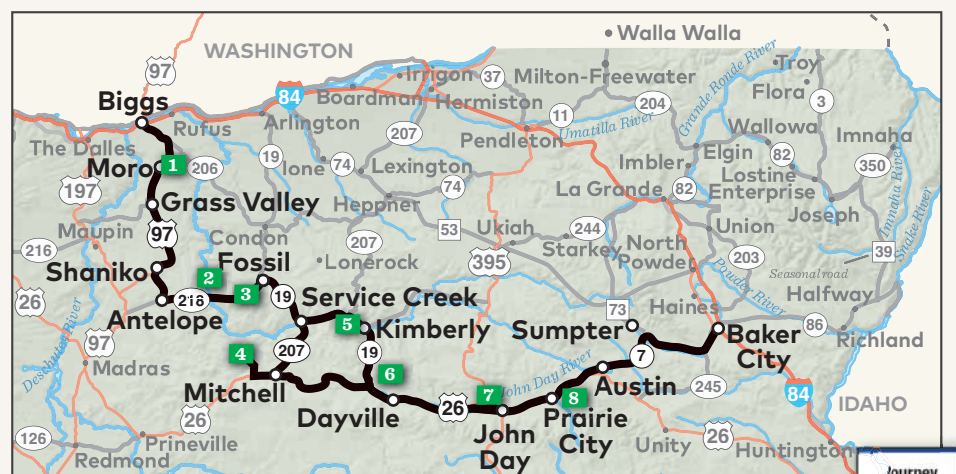 Walla Walla
WASHINGTON
97
Troy
Irrigon
37
Milton-Freewater
Grande Ronde River
Flora
3
84
Boardman
Hermiston
204
Biggs
11
Rufus
Arlington
207
Umatilla River
Wallowa
Imnaha
Pendleton
The Dalles
Moro
1
206
19
Ione
74
Lexington
Imbler
Elgin
82
350
197
74
La Grande
82
Lostine
Enterprise
Grass Valley
Heppner
Joseph
Imnaha River
Snake River
Maupin
97
Condon
207
53
Ukiah
244
Union
216
Starkey
North
Powder
203
39
Shaniko
2
Fossil
Lonerock
395
Seasonal road
26
218
3
19
Service Creek
Powder River
Halfway
Antelope
73
Haines
5
Kimberly
Sumpter
Baker
City
86
Richland
Deschutes River
97
4
207
19
7
Madras
6
John Day River
Austin
245
84
IDAHO
Mitchell
7
8
Dayville
26
Prairie
City
26
John
Day
126
Prineville
Unity
26
Huntington
Redmond
Journey